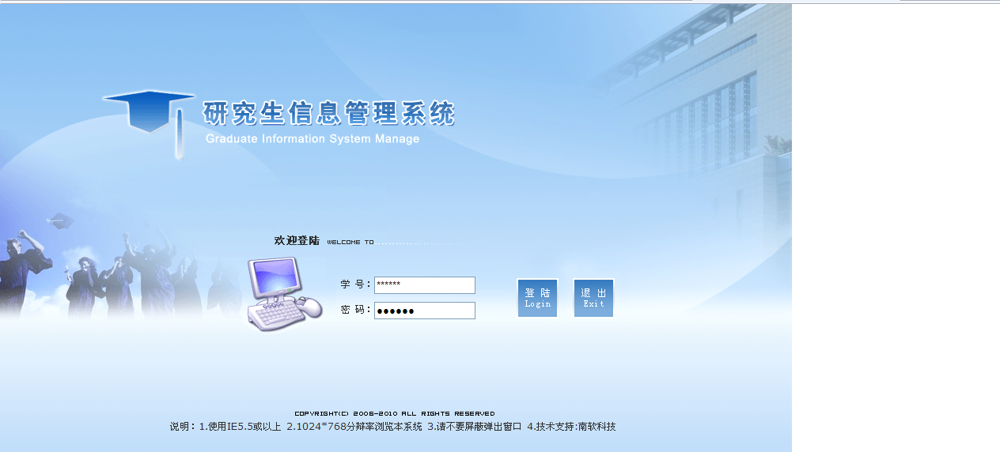 研究生信息管理系统
Graduate Information System Manage
欢迎登陆 WELCOME TO
学 号：******
密 码：●●●●●●
登 陆
Login
退 出
Exit
COPYRIGHT(C) 2006-2010 ALL RIGHTS RESERVED
说明：1.使用IE5.5或以上 2.1024*768分辩率浏览本系统 3.请不要屏蔽弹出窗口 4.技术支持:南软科技